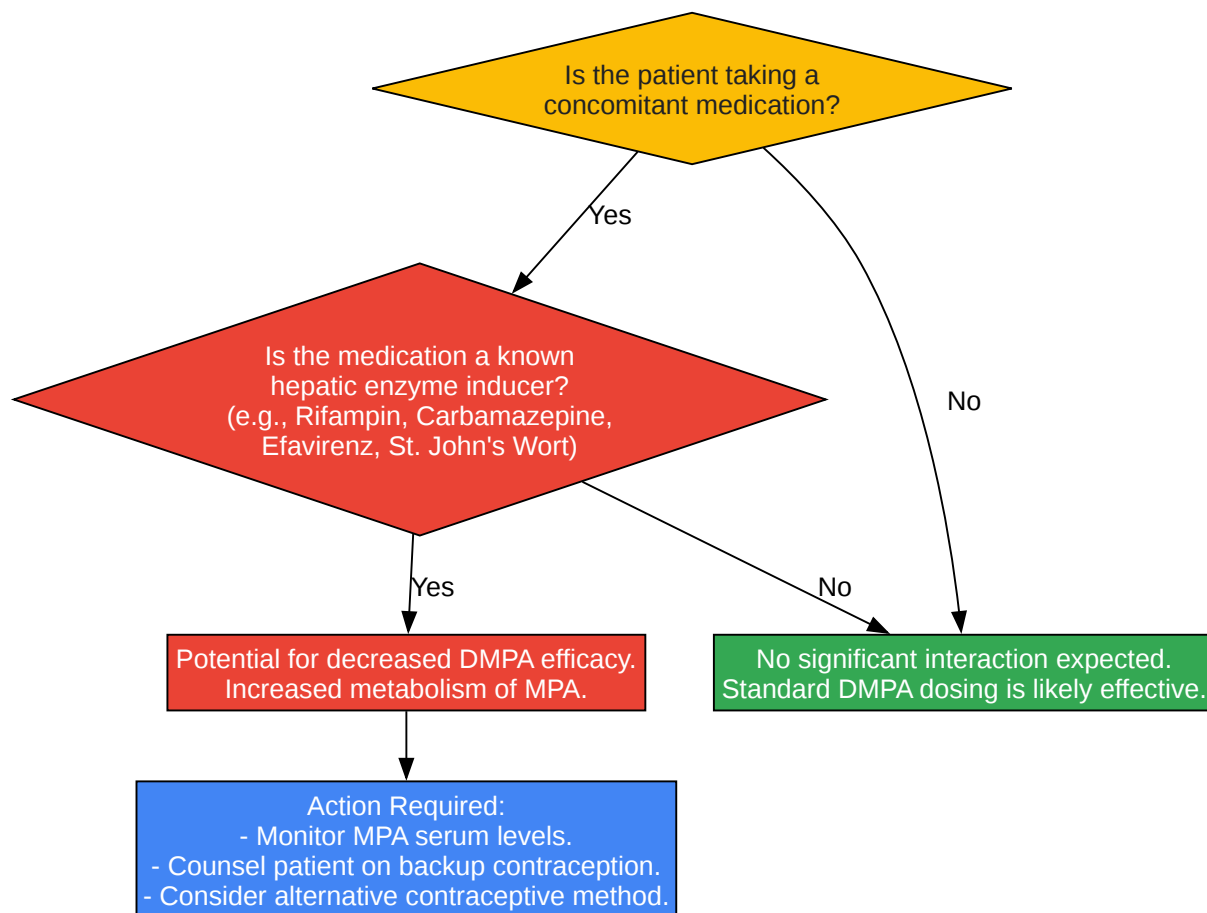 Is the patient taking a
concomitant medication?
Yes
No
Is the medication a known
hepatic enzyme inducer?
(e.g., Rifampin, Carbamazepine,
Efavirenz, St. John's Wort)
Yes
No
Potential for decreased DMPA efficacy.
Increased metabolism of MPA.
No significant interaction expected.
Standard DMPA dosing is likely effective.
Action Required:
- Monitor MPA serum levels.
- Counsel patient on backup contraception.
- Consider alternative contraceptive method.